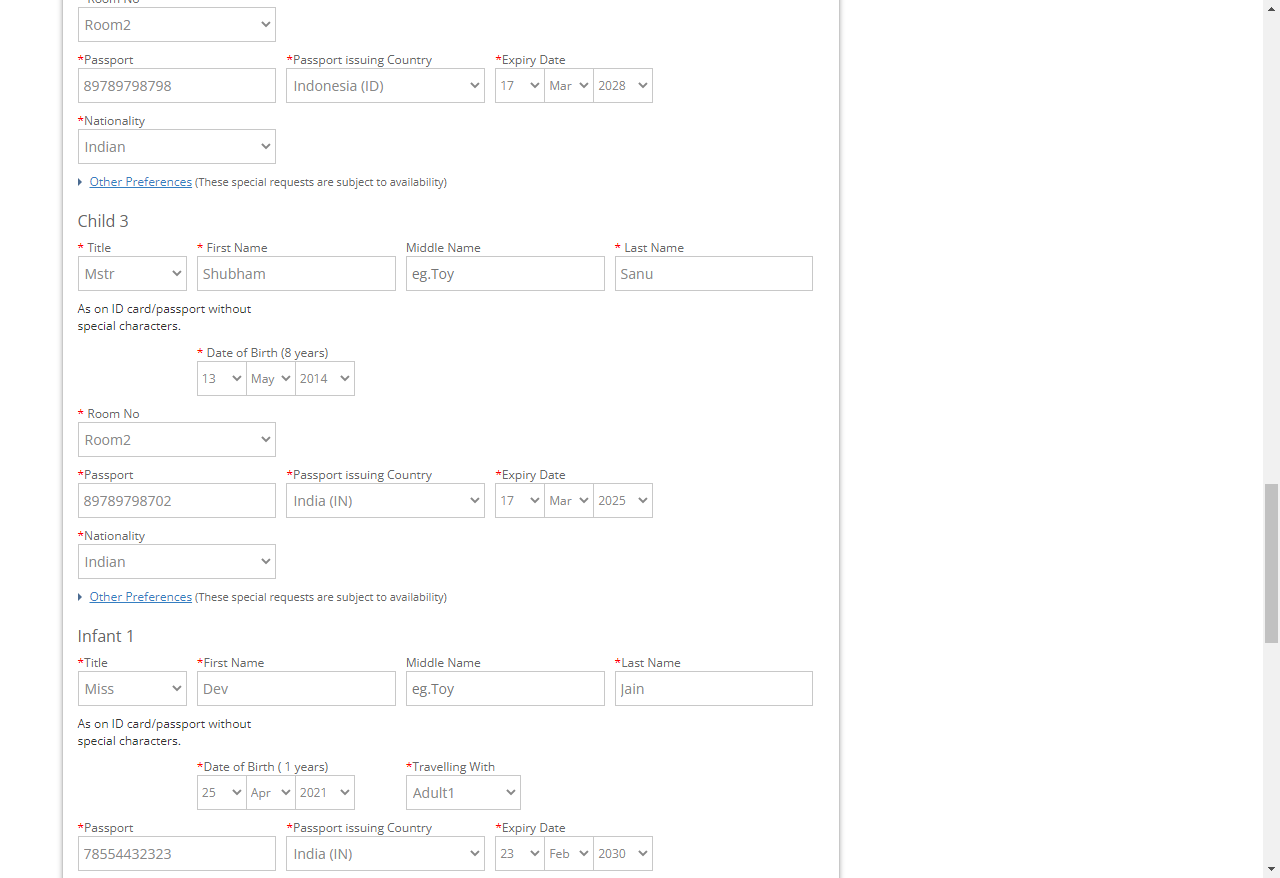 Room No
Room2
*Passport *Passport issuing Country *Expiry Date
89789798798 Indonesia (ID) 17 Mar 2028
*Nationality
Indian
Other Preferences (These special requests are subject to availability)
Child 3
* Title * First Name Middle Name * Last Name
Mstr Shubham eg.Toy Sanu
As on ID card/passport without
special characters.
* Date of Birth (8 years)
13 May 2014
* Room No
Room2
*Passport *Passport issuing Country *Expiry Date
89789798702 India (IN) 17 Mar 2025
*Nationality
Indian
Other Preferences (These special requests are subject to availability)
Infant 1
*Title *First Name Middle Name *Last Name
Miss Dev eg.Toy Jain
As on ID card/passport without
special characters.
*Date of Birth ( 1 years) *Travelling With
25 Apr 2021 Adult1
*Passport *Passport issuing Country *Expiry Date
78554432323 India (IN) 23 Feb 2030